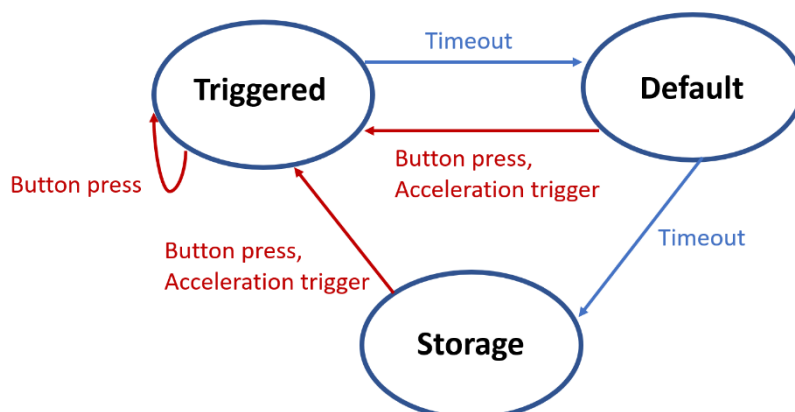 Timeout
Triggered
Default
Button press,
Acceleration trigger
Button press
Timeout
Button press,
Acceleration trigger
Storage